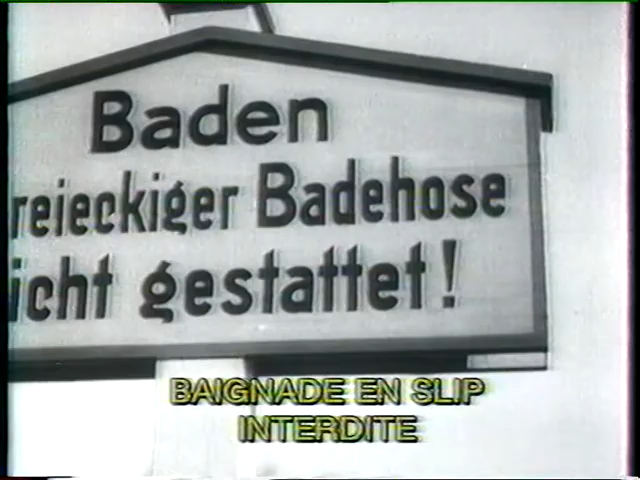 Baden
reieckiger Badehose
icht gestattet!
BAIGNADE EN SLIP
INTERDITE